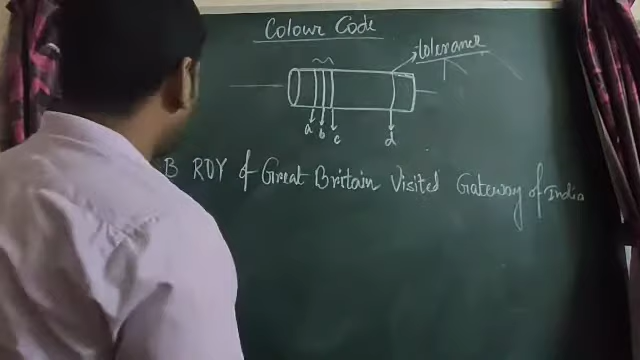 Colour Code
tolerance
a b c d
B ROY of Great Britain Visited Gateway of India